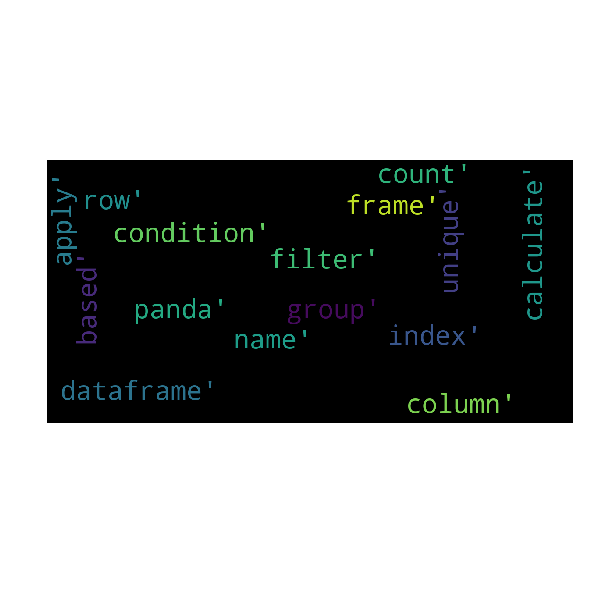 count'
apply'
row'
frame'
unique'
calculate'
condition'
filter'
based'
panda'
group'
name'
index'
dataframe'
column'